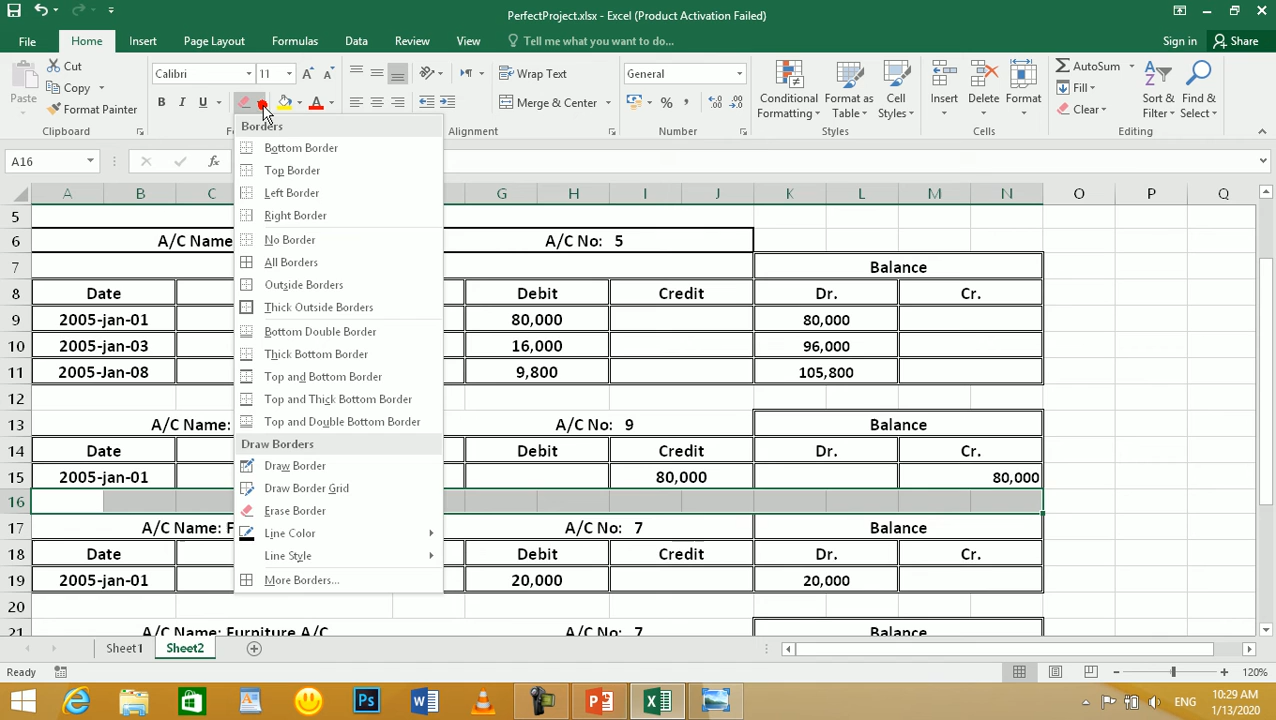 PerfectProject.xlsx - Excel (Product Activation Failed)
File Home Insert Page Layout Formulas Data Review View Tell me what you want to do... Sign in Share
Paste Cut Copy Format Painter
Calibri 11
B I U A
Wrap Text
Merge & Center
General
%
Conditional Formatting
Format as Table
Cell Styles
Insert Delete Format
AutoSum
Fill
Clear
Sort & Filter
Find & Select
Clipboard Alignment Number Styles Cells Editing
A16 fx
Borders
Bottom Border
Top Border
Left Border
Right Border
No Border
All Borders
Outside Borders
Thick Outside Borders
Bottom Double Border
Thick Bottom Border
Top and Bottom Border
Top and Thick Bottom Border
Top and Double Bottom Border
Draw Borders
Draw Border
Draw Border Grid
Erase Border
Line Color
Line Style
More Borders...
A B C G H I J K L M N O P Q
5
6 A/C Name: A/C No: 5
7 Balance
8 Date Debit Credit Dr. Cr.
9 2005-jan-01 80,000 80,000
10 2005-jan-03 16,000 96,000
11 2005-Jan-08 9,800 105,800
12
13 A/C Name: A/C No: 9 Balance
14 Date Debit Credit Dr. Cr.
15 2005-jan-01 80,000 80,000
16
17 A/C Name: F A/C No: 7 Balance
18 Date Debit Credit Dr. Cr.
19 2005-jan-01 20,000 20,000
20
21 A/C Name: Furniture A/C A/C No: 7 Balance
Sheet1 Sheet2
Ready 120%
ENG 10:29 AM
1/13/2020